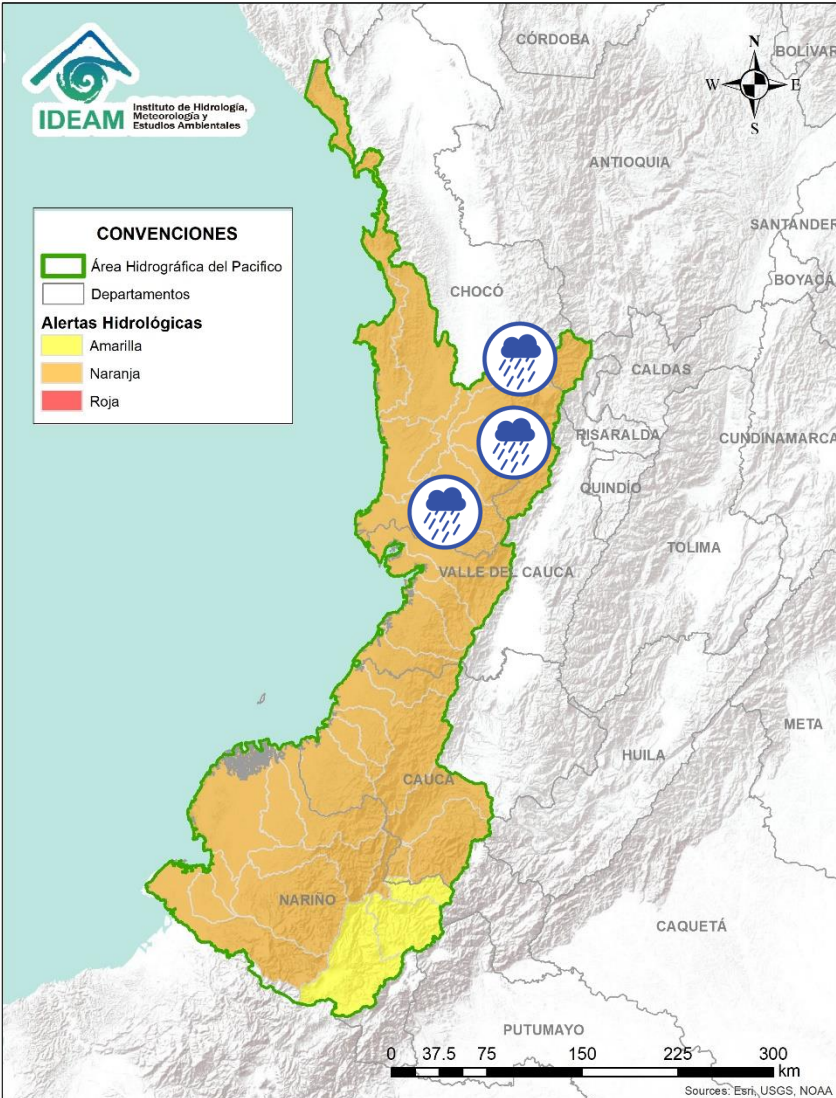 IDEAM
Instituto de Hidrología,
Meteorología y
Estudios Ambientales
N
W
E
S
CÓRDOBA
BOLÍVAR
ANTIOQUIA
SANTANDER
BOYACÁ
CONVENCIONES
Área Hidrográfica del Pacifico
Departamentos
Alertas Hidrológicas
Amarilla
Naranja
Roja
CHOCÓ
CALDAS
RISARALDA
CUNDINAMARCA
QUINDÍO
TOLIMA
VALLE DEL CAUCA
META
HUILA
CAUCA
NARIÑO
CAQUETÁ
PUTUMAYO
0 37.5 75 150 225 300
km
Sources: Esri, USGS, NOAA